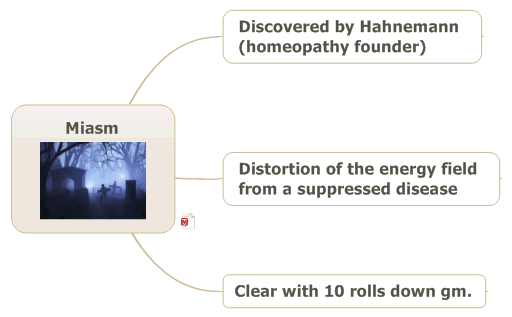 Miasm
Discovered by Hahnemann
(homeopathy founder)
Distortion of the energy field
from a suppressed disease
Clear with 10 rolls down gm.